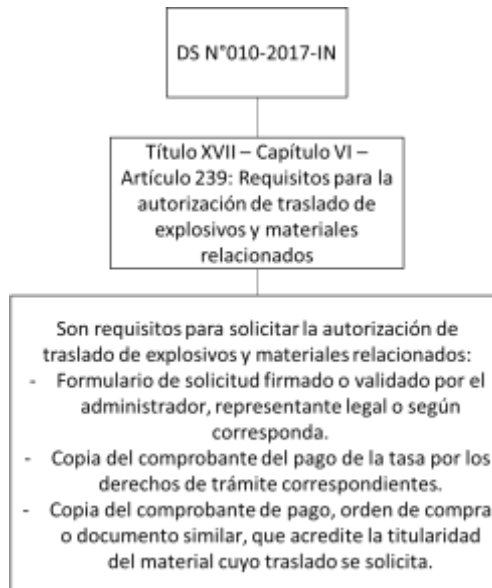 DS N°010-2017-IN
Título XVII – Capítulo VI –
Artículo 239: Requisitos para la
autorización de traslado de
explosivos y materiales
relacionados
Son requisitos para solicitar la autorización de
traslado de explosivos y materiales relacionados:
- Formulario de solicitud firmado o validado por el
administrador, representante legal o según
corresponda.
- Copia del comprobante del pago de la tasa por los
derechos de trámite correspondientes.
- Copia del comprobante de pago, orden de compra
o documento similar, que acredite la titularidad
del material cuyo traslado se solicita.